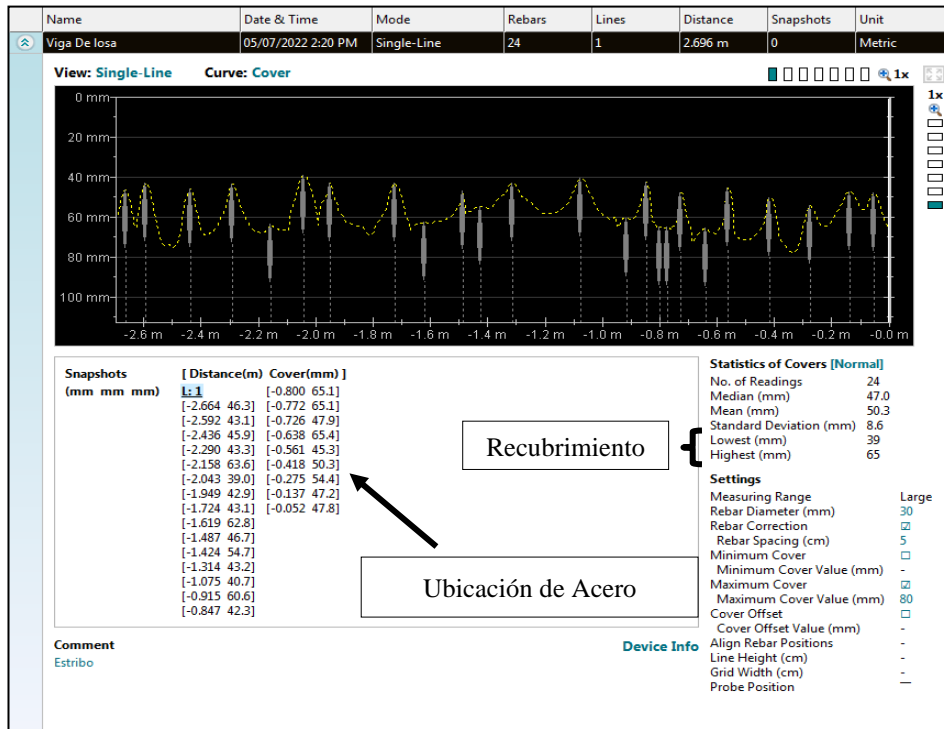 Name Date & Time Mode Rebars Lines Distance Snapshots Unit
Viga De losa 05/07/2022 2:20 PM Single-Line 24 1 2.696 m 0 Metric
View: Single-Line Curve: Cover 1x
1x
0 mm
20 mm
40 mm
60 mm
80 mm
100 mm
-2.6 m -2.4 m -2.2 m -2.0 m -1.8 m -1.6 m -1.4 m -1.2 m -1.0 m -0.8 m -0.6 m -0.4 m -0.2 m -0.0 m
Snapshots
(mm mm mm)
[ Distance(m) Cover(mm) ]
L: 1 [-0.800 65.1]
[-2.664 46.3] [-0.772 65.1]
[-2.592 43.1] [-0.726 47.9]
[-2.436 45.9] [-0.638 65.4]
[-2.290 43.3] [-0.561 45.3]
[-2.158 63.6] [-0.418 50.3]
[-2.043 39.0] [-0.275 54.4]
[-1.949 42.9] [-0.137 47.2]
[-1.724 43.1] [-0.052 47.8]
[-1.619 62.8]
[-1.487 46.7]
[-1.424 54.7]
[-1.314 43.2]
[-1.075 40.7]
[-0.915 60.6]
[-0.847 42.3]
Recubrimiento
Ubicación de Acero
Statistics of Covers [Normal]
No. of Readings 24
Median (mm) 47.0
Mean (mm) 50.3
Standard Deviation (mm) 8.6
Lowest (mm) 39
Highest (mm) 65
Settings
Measuring Range Large
Rebar Diameter (mm) 30
Rebar Correction ☑
Rebar Spacing (cm) 5
Minimum Cover ☐
Minimum Cover Value (mm) -
Maximum Cover ☑
Maximum Cover Value (mm) 80
Cover Offset ☐
Cover Offset Value (mm) -
Align Rebar Positions -
Line Height (cm) -
Grid Width (cm) -
Probe Position —
Comment
Estribo
Device Info